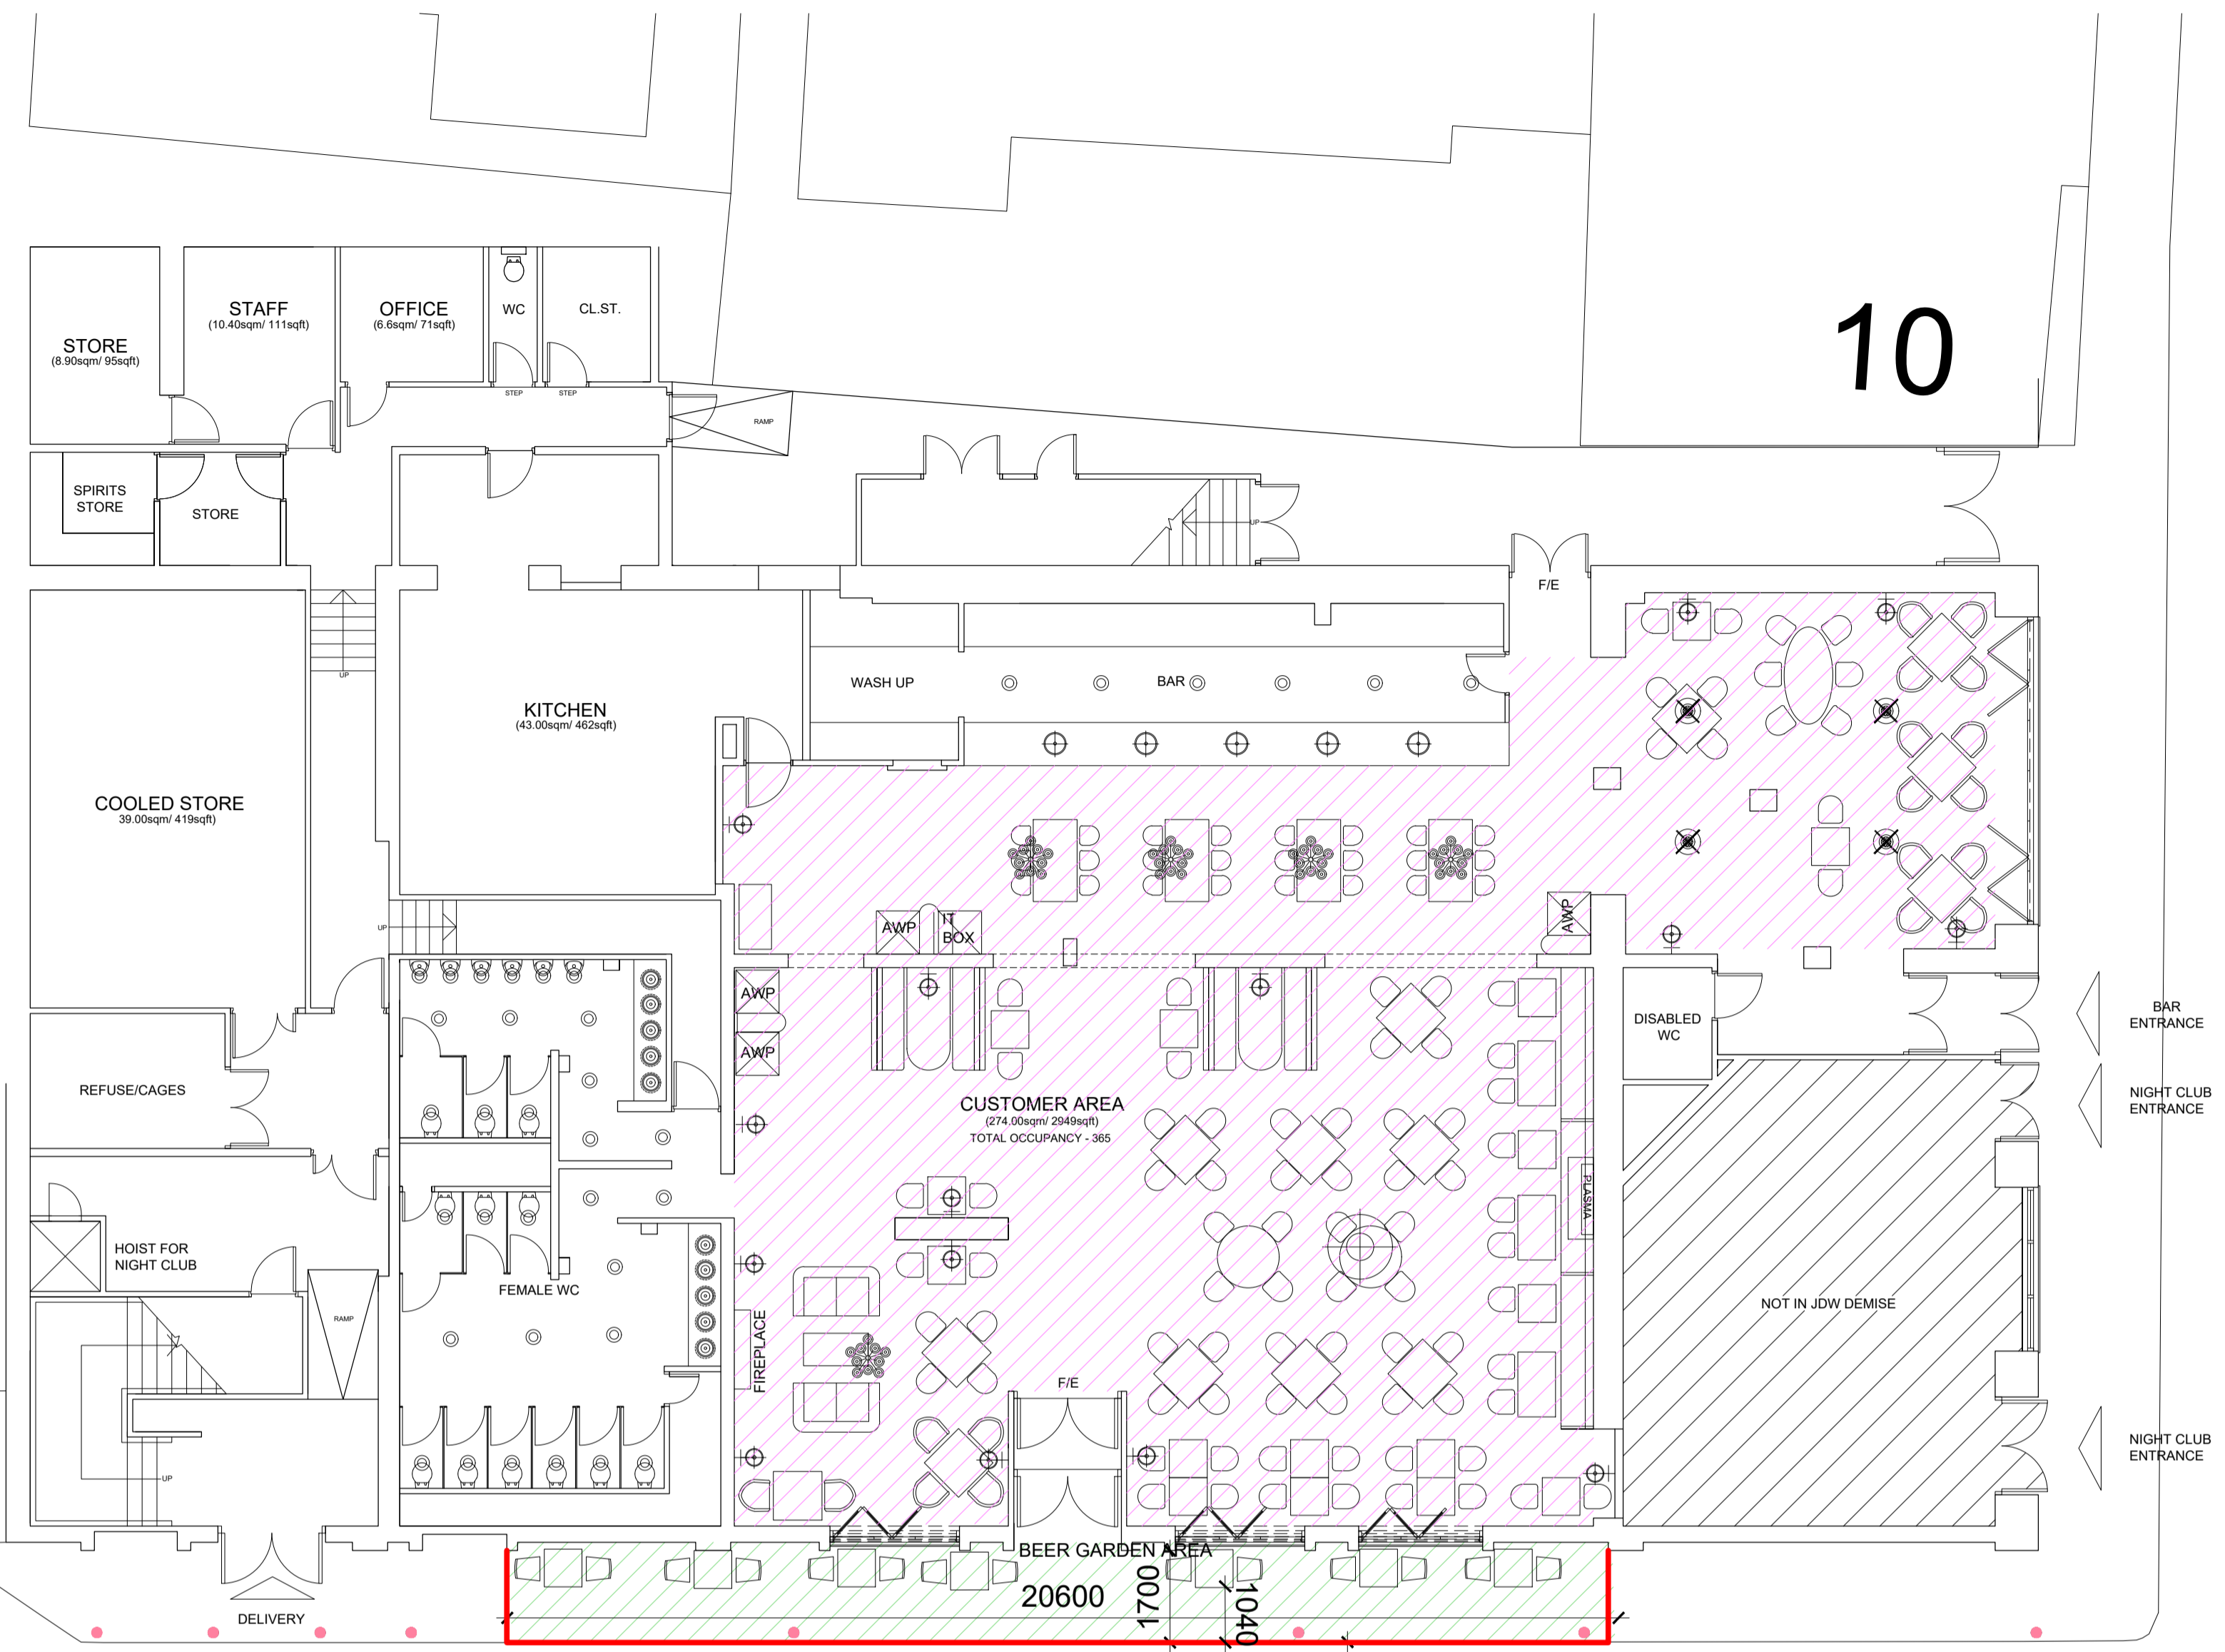 10
STAFF
(10.40sqm/ 111sqft)
OFFICE
(6.6sqm/ 71sqft)
WC
CL.ST.
STORE
(8.90sqm/ 95sqft)
STEP
STEP
RAMP
SPIRITS
STORE
STORE
UP
F/E
UP
WASH UP
BAR
KITCHEN
(43.00sqm/ 462sqft)
COOLED STORE
39.00sqm/ 419sqft)
UP
AWP
IT
BOX
AWP
AWP
AWP
BAR
ENTRANCE
DISABLED
WC
REFUSE/CAGES
NIGHT CLUB
ENTRANCE
CUSTOMER AREA
(274.00sqm/ 2949sqft)
TOTAL OCCUPANCY - 365
PLASMA
HOIST FOR
NIGHT CLUB
FEMALE WC
RAMP
NOT IN JDW DEMISE
FIREPLACE
F/E
NIGHT CLUB
ENTRANCE
UP
BEER GARDEN AREA
20600
1700
1040
DELIVERY